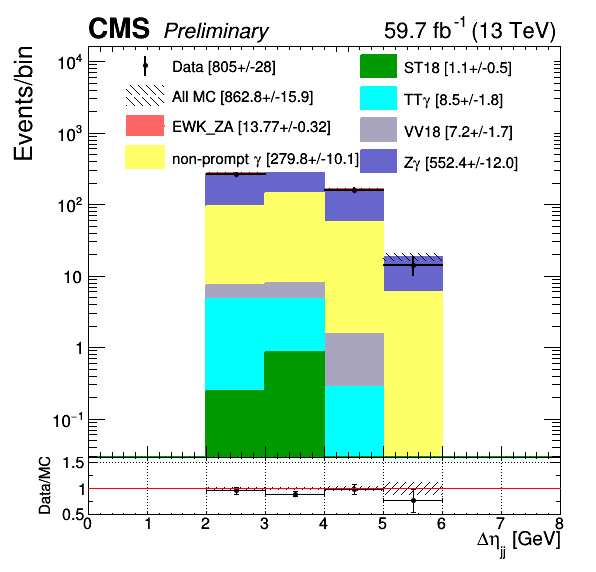 CMS Preliminary 59.7 fb⁻¹ (13 TeV)
Events/bin
10⁴
10³
10²
10
1
10⁻¹
Data [805+/-28]
All MC [862.8+/-15.9]
EWK_ZA [13.77+/-0.32]
non-prompt γ [279.8+/-10.1]
ST18 [1.1+/-0.5]
TTγ [8.5+/-1.8]
VV18 [7.2+/-1.7]
Zγ [552.4+/-12.0]
Data/MC
1.5
1
0.5
0 1 2 3 4 5 6 7 8
Δηjj [GeV]